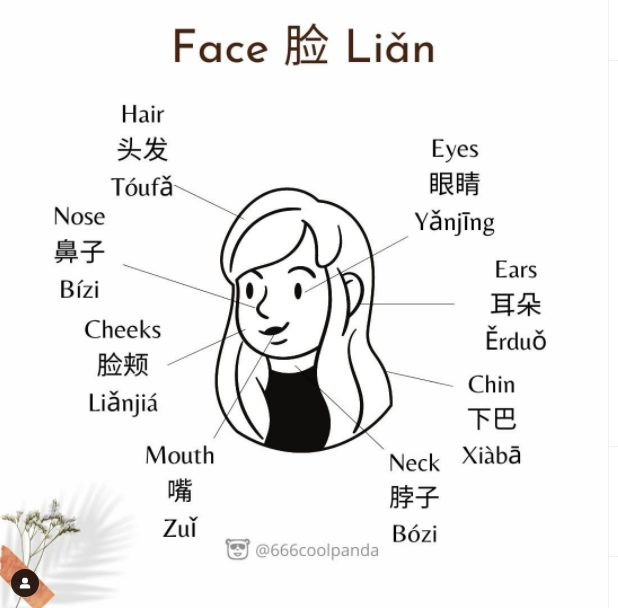 Face 脸 Liǎn
Hair
头发
Tóufǎ
Eyes
眼睛
Yǎnjīng
Nose
鼻子
Bízi
Ears
耳朵
Ěrduǒ
Cheeks
脸颊
Liǎnjiá
Chin
下巴
Xiàbā
Mouth
嘴
Zuǐ
Neck
脖子
Bózi
@666coolpanda